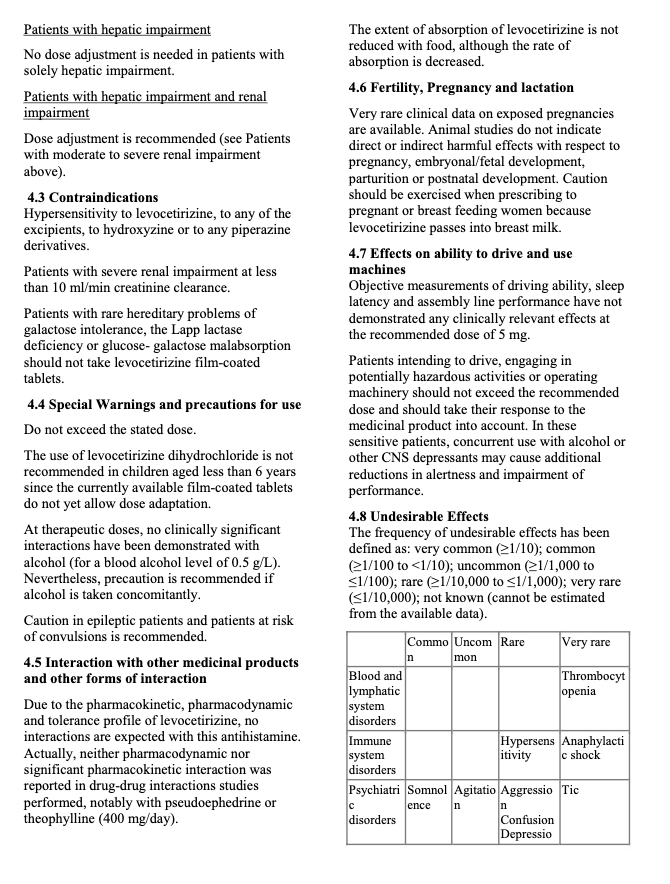 Patients with hepatic impairment
No dose adjustment is needed in patients with
solely hepatic impairment.
Patients with hepatic impairment and renal
impairment
Dose adjustment is recommended (see Patients
with moderate to severe renal impairment
above).
4.3 Contraindications
Hypersensitivity to levocetirizine, to any of the
excipients, to hydroxyzine or to any piperazine
derivatives.
Patients with severe renal impairment at less
than 10 ml/min creatinine clearance.
Patients with rare hereditary problems of
galactose intolerance, the Lapp lactase
deficiency or glucose- galactose malabsorption
should not take levocetirizine film-coated
tablets.
4.4 Special Warnings and precautions for use
Do not exceed the stated dose.
The use of levocetirizine dihydrochloride is not
recommended in children aged less than 6 years
since the currently available film-coated tablets
do not yet allow dose adaptation.
At therapeutic doses, no clinically significant
interactions have been demonstrated with
alcohol (for a blood alcohol level of 0.5 g/L).
Nevertheless, precaution is recommended if
alcohol is taken concomitantly.
Caution in epileptic patients and patients at risk
of convulsions is recommended.
4.5 Interaction with other medicinal products
and other forms of interaction
Due to the pharmacokinetic, pharmacodynamic
and tolerance profile of levocetirizine, no
interactions are expected with this antihistamine.
Actually, neither pharmacodynamic nor
significant pharmacokinetic interaction was
reported in drug-drug interactions studies
performed, notably with pseudoephedrine or
theophylline (400 mg/day).
The extent of absorption of levocetirizine is not
reduced with food, although the rate of
absorption is decreased.
4.6 Fertility, Pregnancy and lactation
Very rare clinical data on exposed pregnancies
are available. Animal studies do not indicate
direct or indirect harmful effects with respect to
pregnancy, embryonal/fetal development,
parturition or postnatal development. Caution
should be exercised when prescribing to
pregnant or breast feeding women because
levocetirizine passes into breast milk.
4.7 Effects on ability to drive and use
machines
Objective measurements of driving ability, sleep
latency and assembly line performance have not
demonstrated any clinically relevant effects at
the recommended dose of 5 mg.
Patients intending to drive, engaging in
potentially hazardous activities or operating
machinery should not exceed the recommended
dose and should take their response to the
medicinal product into account. In these
sensitive patients, concurrent use with alcohol or
other CNS depressants may cause additional
reductions in alertness and impairment of
performance.
4.8 Undesirable Effects
The frequency of undesirable effects has been
defined as: very common (≥1/10); common
(≥1/100 to <1/10); uncommon (≥1/1,000 to
≤1/100); rare (≥1/10,000 to ≤1/1,000); very rare
(≤1/10,000); not known (cannot be estimated
from the available data).
Commo Uncom Rare Very rare
n mon
Blood and Thrombocyt
lymphatic openia
system
disorders
Immune Hypersens Anaphylacti
system itivity c shock
disorders
Psychiatri Somnol Agitatio Aggressio Tic
c ence n n
disorders Confusion
Depressio